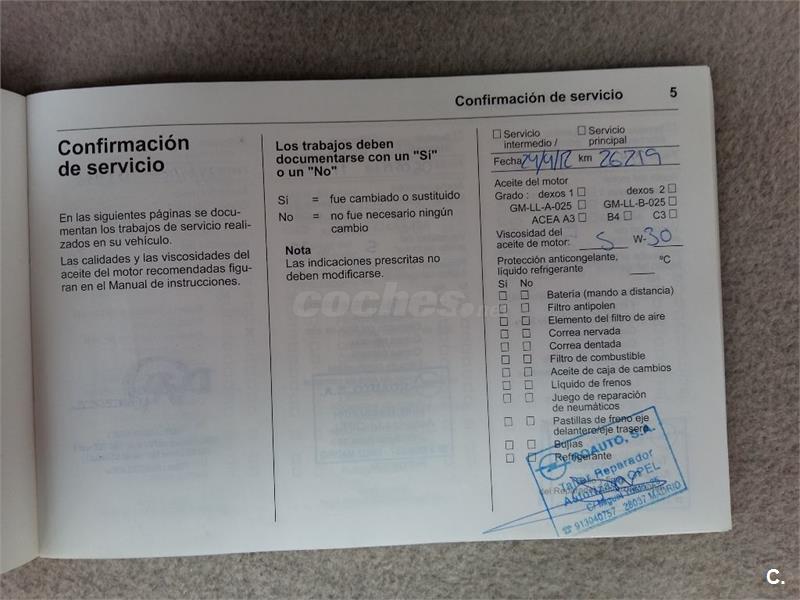 Confirmación de servicio 5
Confirmación
de servicio
En las siguientes páginas se docu-
mentan los trabajos de servicio reali-
zados en su vehículo.
Las calidades y las viscosidades del
aceite del motor recomendadas figu-
ran en el Manual de instrucciones.
Los trabajos deben
documentarse con un "Sí"
o un "No"
Sí = fue cambiado o sustituido
No = no fue necesario ningún
cambio
Nota
Las indicaciones prescritas no
deben modificarse.
Servicio
intermedio /
Servicio
principal
Fecha km 26219
Aceite del motor
Grado : dexos 1 dexos 2
GM-LL-A-025 GM-LL-B-025
ACEA A3 B4 C3
Viscosidad del
aceite de motor: 5 W-30
Protección anticongelante,
líquido refrigerante ºC
Sí No
Batería (mando a distancia)
Filtro antipolen
Elemento del filtro de aire
Correa nervada
Correa dentada
Filtro de combustible
Aceite de caja de cambios
Líquido de frenos
Juego de reparación
de neumáticos
Pastillas de freno eje
delantero/eje trasero
Bujías
Refrigerante
Taller Reparador
Autorizado OPEL
913040757 28037 MADRID
coches.net
C.